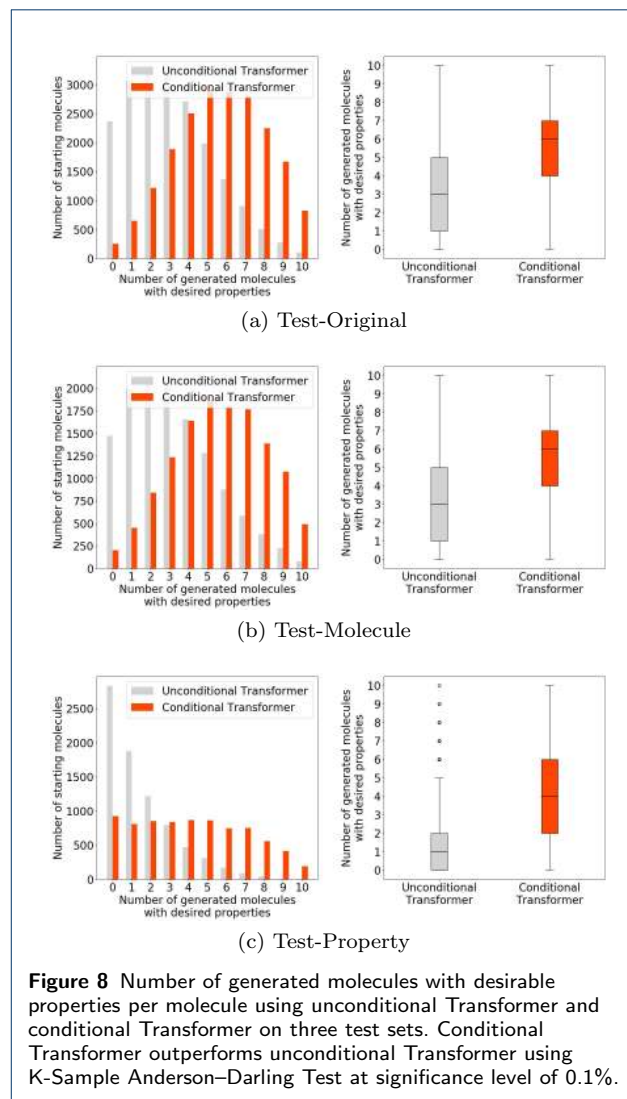 Unconditional Transformer
Conditional Transformer
Number of starting molecules
3000
2500
2000
1500
1000
500
0
0 1 2 3 4 5 6 7 8 9 10
Number of generated molecules
with desired properties
Number of generated molecules
with desired properties
10
9
8
7
6
5
4
3
2
1
0
Unconditional
Transformer
Conditional
Transformer
(a) Test-Original
Unconditional Transformer
Conditional Transformer
Number of starting molecules
2000
1750
1500
1250
1000
750
500
250
0
0 1 2 3 4 5 6 7 8 9 10
Number of generated molecules
with desired properties
Number of generated molecules
with desired properties
10
9
8
7
6
5
4
3
2
1
0
Unconditional
Transformer
Conditional
Transformer
(b) Test-Molecule
Unconditional Transformer
Conditional Transformer
Number of starting molecules
2500
2000
1500
1000
500
0
0 1 2 3 4 5 6 7 8 9 10
Number of generated molecules
with desired properties
Number of generated molecules
with desired properties
10
9
8
7
6
5
4
3
2
1
0
Unconditional
Transformer
Conditional
Transformer
(c) Test-Property
Figure 8 Number of generated molecules with desirable
properties per molecule using unconditional Transformer and
conditional Transformer on three test sets. Conditional
Transformer outperforms unconditional Transformer using
K-Sample Anderson–Darling Test at significance level of 0.1%.